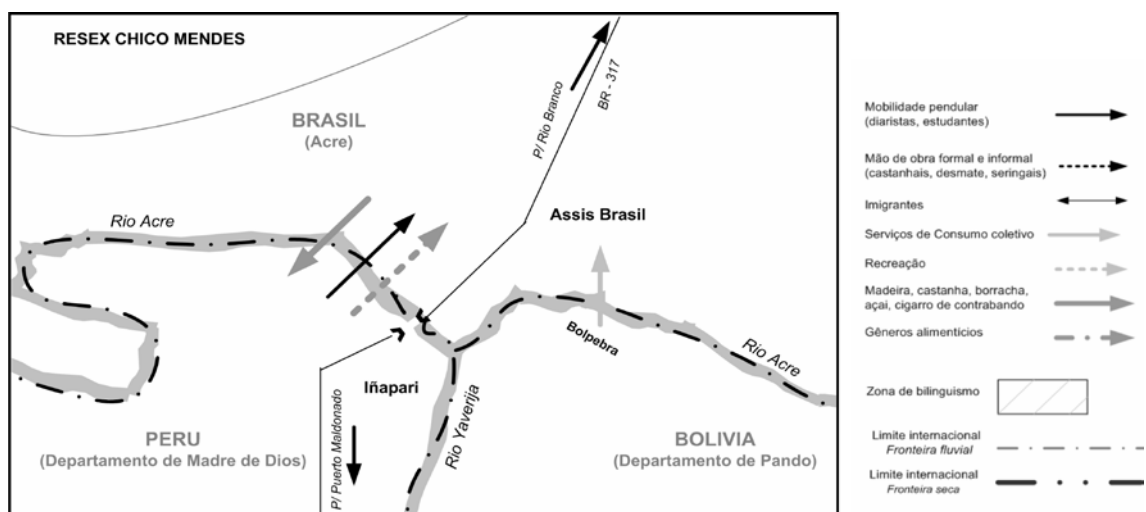 RESEX CHICO MENDES
BRASIL
(Acre)
P/ Rio Branco
BR - 317
Rio Acre
Assis Brasil
Bolpebra
Rio Acre
Iñapari
Rio Yaverija
P/ Puerto Maldonado
PERU
(Departamento de Madre de Dios)
BOLIVIA
(Departamento de Pando)
Mobilidade pendular
(diaristas, estudantes)
Mão de obra formal e informal
(castanhais, desmate, seringais)
Imigrantes
Serviços de Consumo coletivo
Recreação
Madeira, castanha, borracha,
açai, cigarro de contrabando
Gêneros alimentícios
Zona de bilinguismo
Limite internacional
Fronteira fluvial
Limite internacional
Fronteira seca